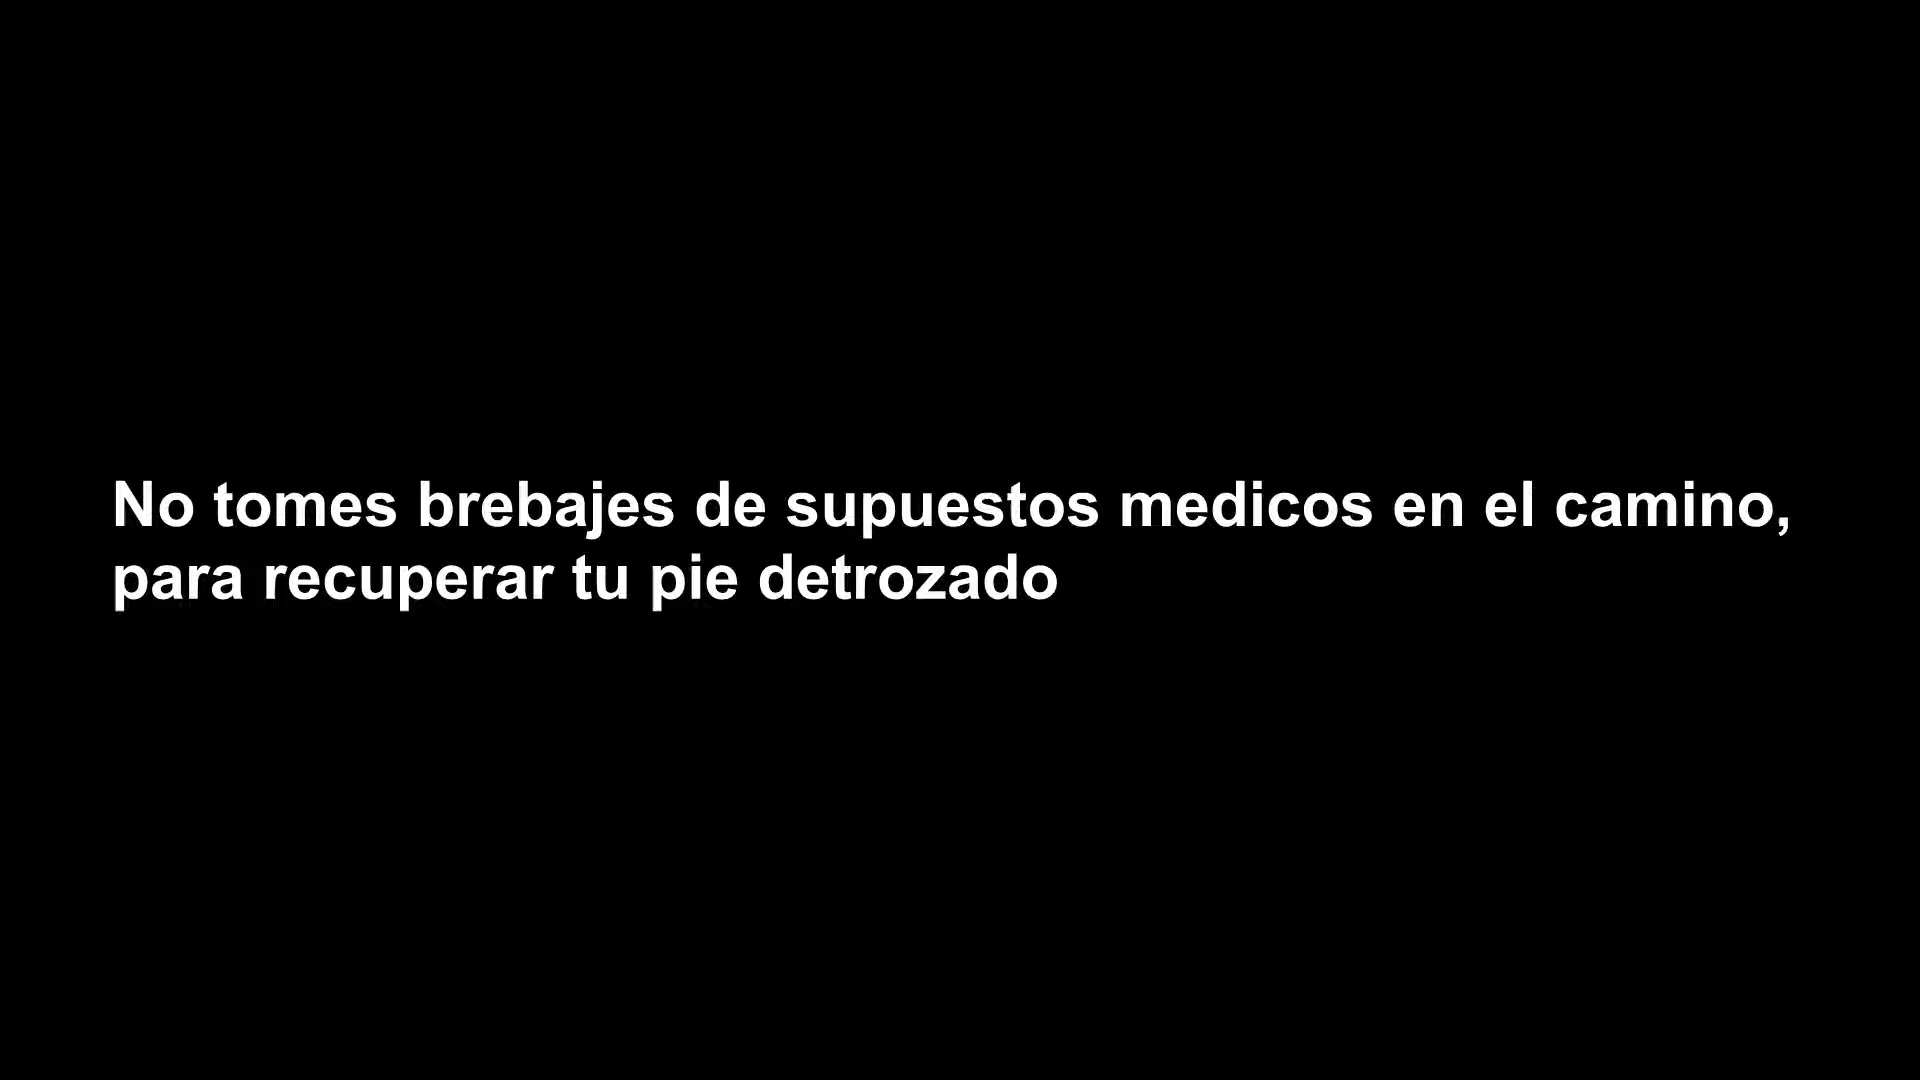 No tomes brebajes de supuestos medicos en el camino,
para recuperar tu pie detrozado